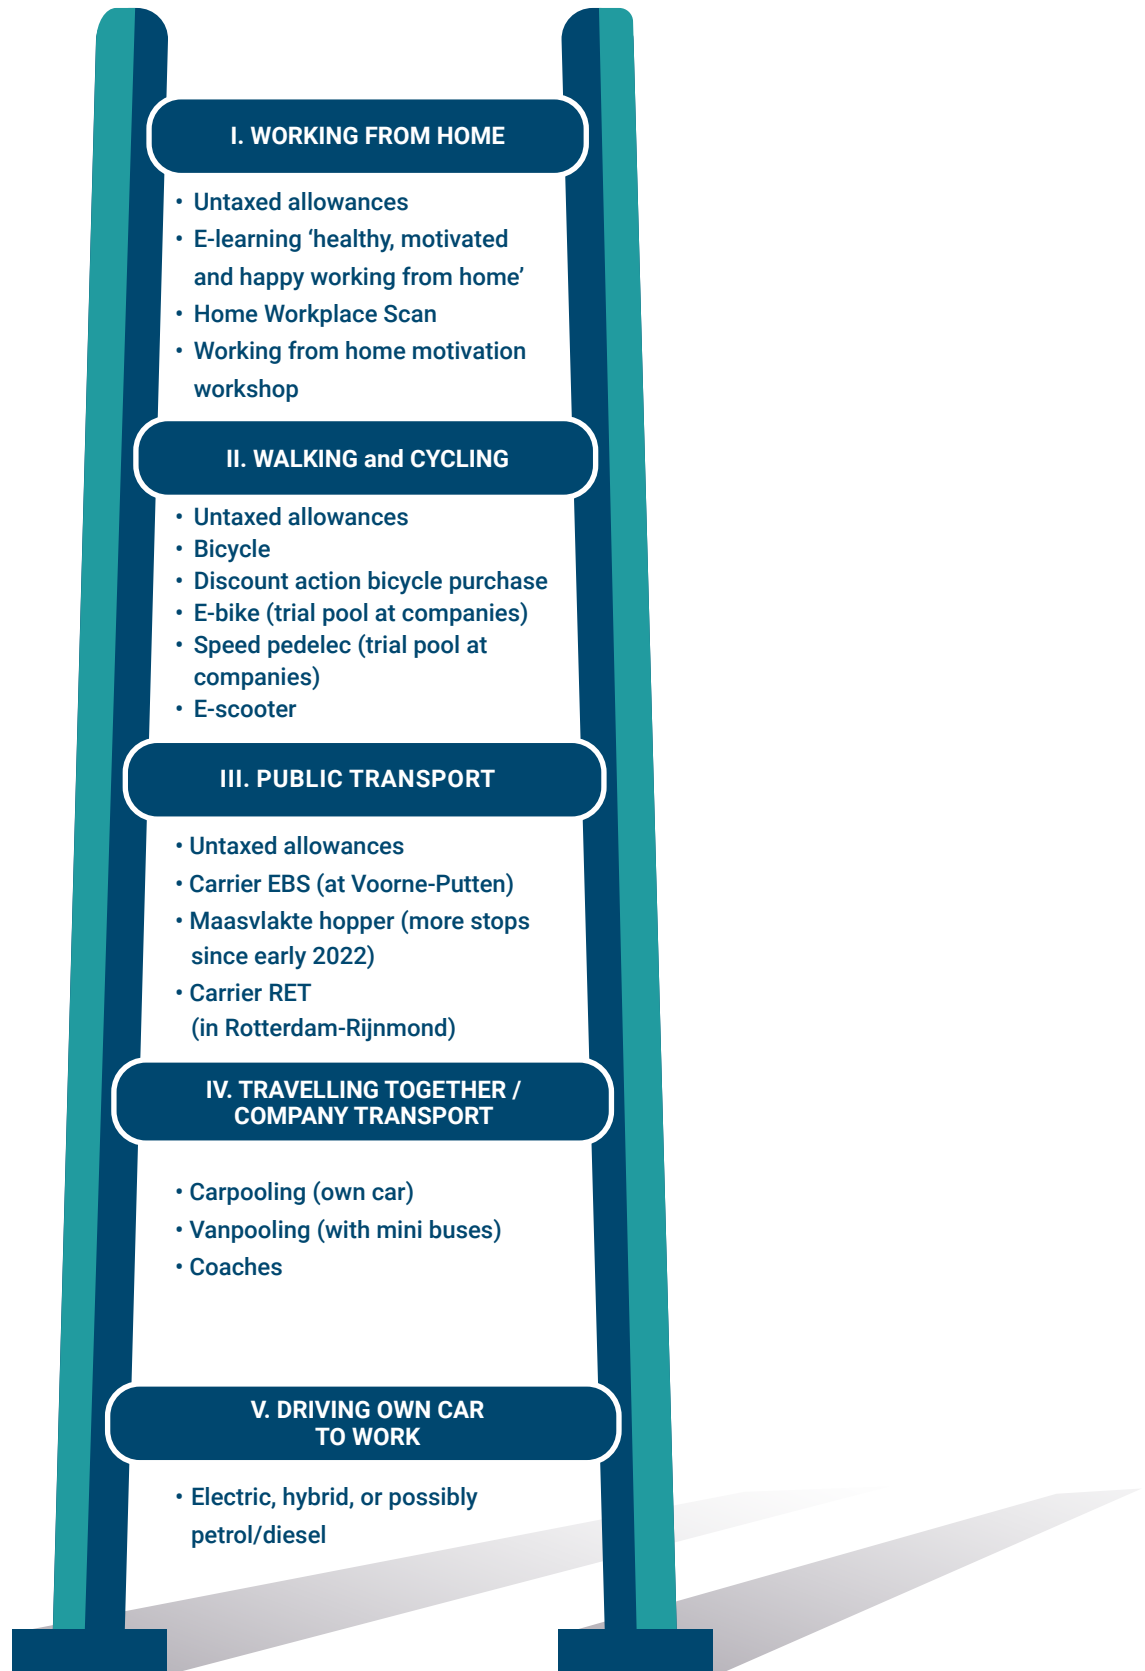 I. WORKING FROM HOME
• Untaxed allowances
• E-learning ‘healthy, motivated
and happy working from home’
• Home Workplace Scan
• Working from home motivation
workshop
II. WALKING and CYCLING
• Untaxed allowances
• Bicycle
• Discount action bicycle purchase
• E-bike (trial pool at companies)
• Speed pedelec (trial pool at
companies)
• E-scooter
III. PUBLIC TRANSPORT
• Untaxed allowances
• Carrier EBS (at Voorne-Putten)
• Maasvlakte hopper (more stops
since early 2022)
• Carrier RET
(in Rotterdam-Rijnmond)
IV. TRAVELLING TOGETHER /
COMPANY TRANSPORT
• Carpooling (own car)
• Vanpooling (with mini buses)
• Coaches
V. DRIVING OWN CAR
TO WORK
• Electric, hybrid, or possibly
petrol/diesel